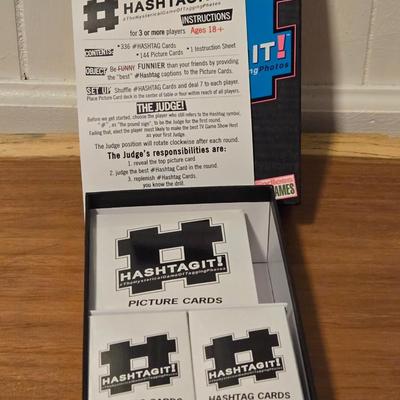 HASHTAGIT!
#TheMystericalGameOfTaggingPhotos
INSTRUCTIONS
for 3 or more players Ages 18+
CONTENTS: • 336 #HASHTAG Cards
• 144 Picture Cards • 1 Instruction Sheet
OBJECT: Be FUNNY FUNNIER than your friends by providing
the "best" #Hashtag captions to the Picture Cards.
SET UP: Shuffle #HASHTAG Cards and deal 7 to each player.
Place Picture Card deck in the center of table or four within reach of all players.
THE JUDGE!
Before we get started, choose the player who still refers to the Hashtag symbol,
"#", as "the pound sign", to be the Judge for the first round.
Failing that, elect the player most likely to make the best TV Game Show Host
as your first Judge.
The Judge position will rotate clockwise after each round.
The Judge's responsibilities are:
1. reveal the top picture card
2. judge the best #Hashtag Card in the round.
3. replenish #Hashtag Cards.
you know the drill.
IT!
GAMES
HASHTAGIT!
#TheMystericalGameOfTaggingPhotos
PICTURE CARDS
HASHTAGIT!
#TheMystericalGameOfTaggingPhotos
CARDS
HASHTAGIT!
#TheMystericalGameOfTaggingPhotos
HASHTAG CARDS